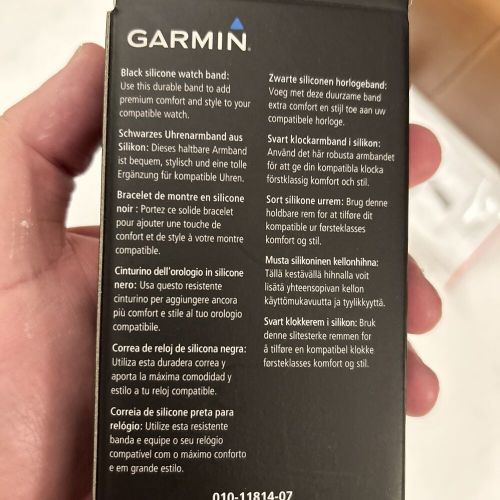 GARMIN
Black silicone watch band:
Use this durable band to add
premium comfort and style to your
compatible watch.
Schwarzes Uhrenarmband aus
Silikon: Dieses haltbare Armband
ist bequem, stylisch und eine tolle
Ergänzung für kompatible Uhren.
Bracelet de montre en silicone
noir : Portez ce solide bracelet
pour ajouter une touche de
confort et de style à votre montre
compatible.
Cinturino dell'orologio in silicone
nero: Usa questo resistente
cinturino per aggiungere ancora
più comfort e stile al tuo orologio
compatibile.
Correa de reloj de silicona negra:
Utiliza esta duradera correa y
aporta la máxima comodidad y
estilo a tu reloj compatible.
Correia de silicone preta para
relógio: Utilize esta resistente
banda e equipe o seu relógio
compatível com o máximo conforto
e em grande estilo.
Zwarte siliconen horlogeband:
Voeg met deze duurzame band
extra comfort en stijl toe aan uw
compatibele horloge.
Svart klockarmband i silikon:
Använd det här robusta armbandet
för att ge din kompatibla klocka
förstklassig komfort och stil.
Sort silikone urrem: Brug denne
holdbare rem for at tilføre dit
kompatible ur førsteklasses
komfort og stil.
Musta silikoninen kellonhihna:
Tällä kestävällä hihnalla voit
lisätä yhteensopivan kellon
käyttömukavuutta ja tyylikkyyttä.
Svart klokkerem i silikon: Bruk
denne slitesterke remmen for
å tilføre en kompatibel klokke
førsteklasses komfort og stil.
010-11814-07